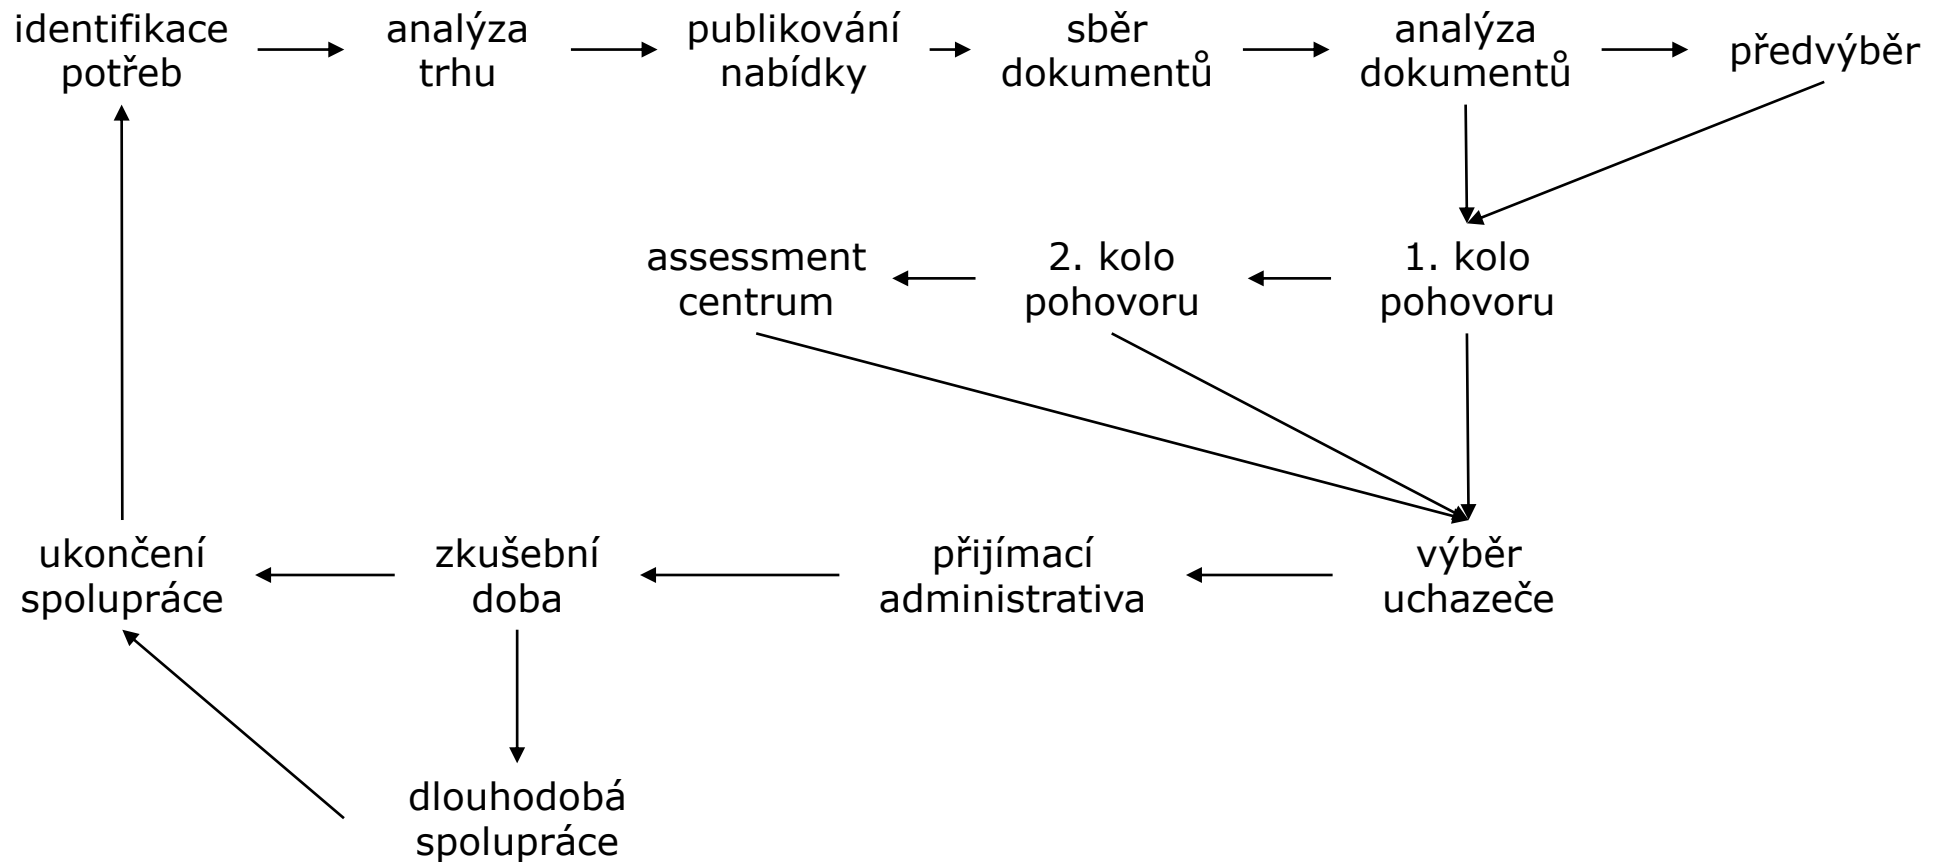 identifikace
potřeb
analýza
trhu
publikování
nabídky
sběr
dokumentů
analýza
dokumentů
předvýběr
assessment
centrum
2. kolo
pohovoru
1. kolo
pohovoru
ukončení
spolupráce
zkušební
doba
přijímací
administrativa
výběr
uchazeče
dlouhodobá
spolupráce